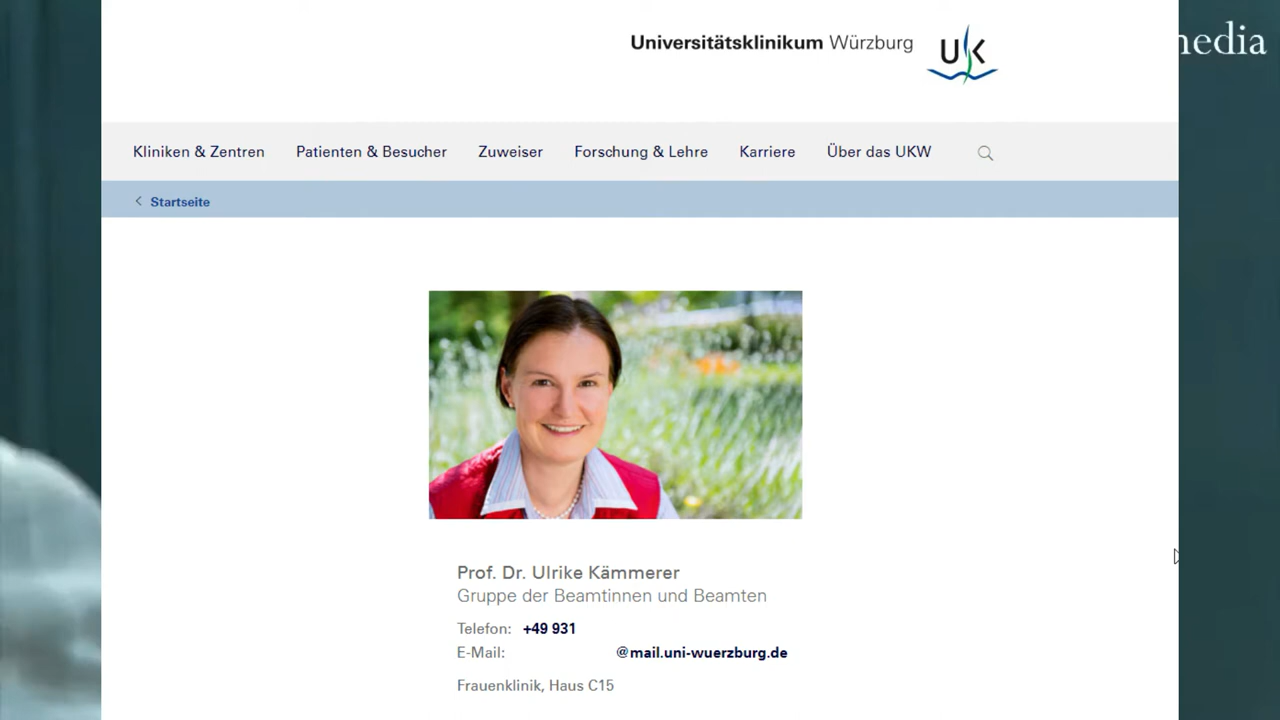 Universitätsklinikum Würzburg
UK
media
Kliniken & Zentren Patienten & Besucher Zuweiser Forschung & Lehre Karriere Über das UKW
Startseite
Prof. Dr. Ulrike Kämmerer
Gruppe der Beamtinnen und Beamten
Telefon: +49 931
E-Mail: @mail.uni-wuerzburg.de
Frauenklinik, Haus C15